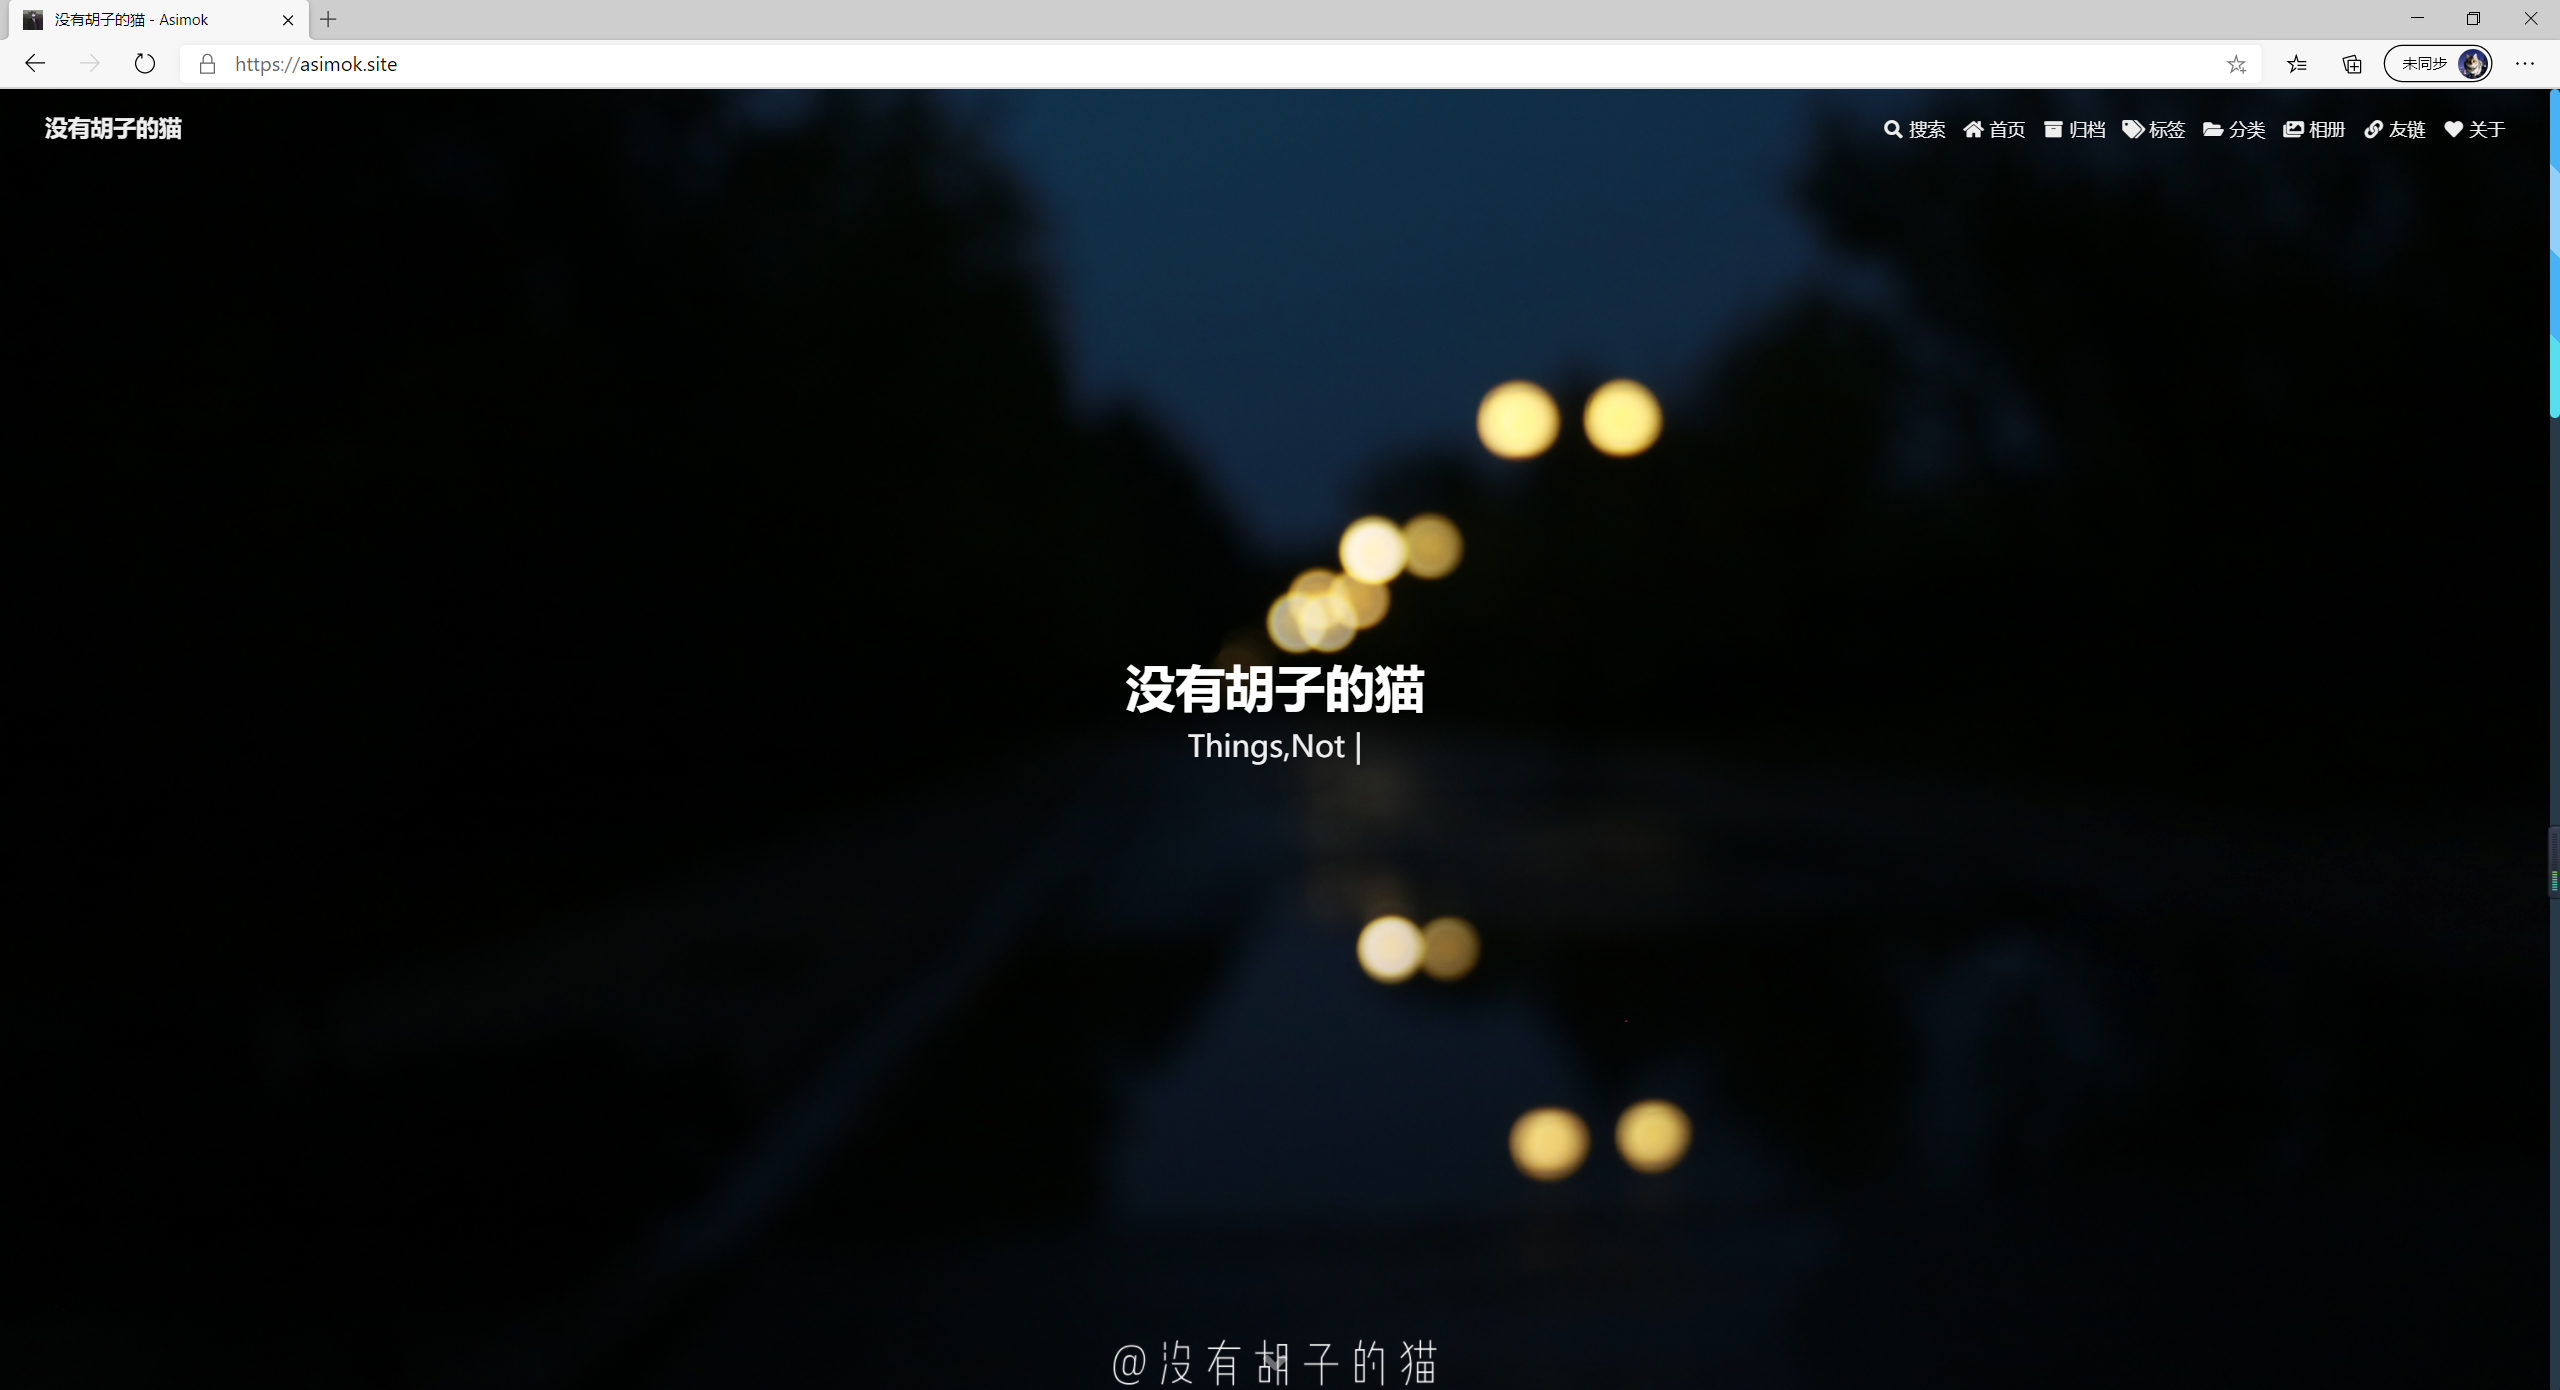 没有胡子的猫 - Asimok
https://asimok.site
未同步
没有胡子的猫
搜索 首页 归档 标签 分类 相册 友链 关于
没有胡子的猫
Things,Not |
@没有胡子的猫